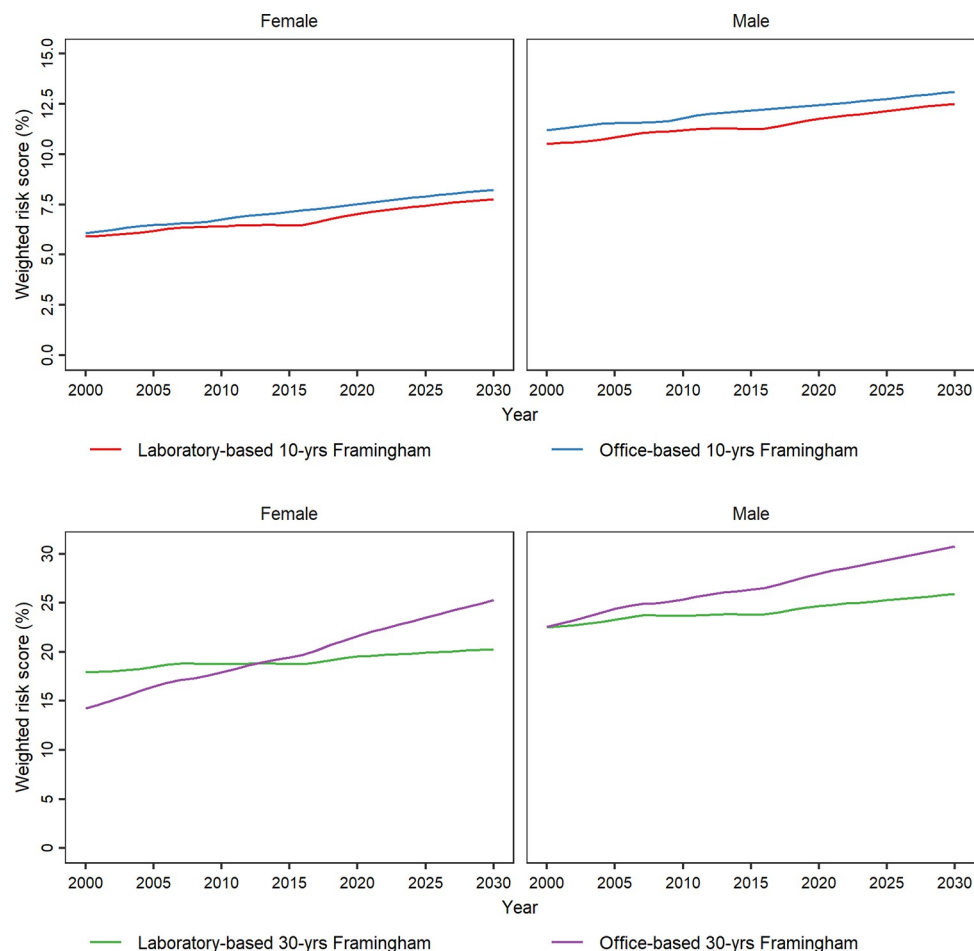 Female Male
Weighted risk score (%)
15.0
12.5
10.0
7.5
5.0
2.5
0.0
2000 2005 2010 2015 2020 2025 2030 2000 2005 2010 2015 2020 2025 2030
Year
Laboratory-based 10-yrs Framingham Office-based 10-yrs Framingham
Female Male
Weighted risk score (%)
30
25
20
15
10
5
0
2000 2005 2010 2015 2020 2025 2030 2000 2005 2010 2015 2020 2025 2030
Year
Laboratory-based 30-yrs Framingham Office-based 30-yrs Framingham